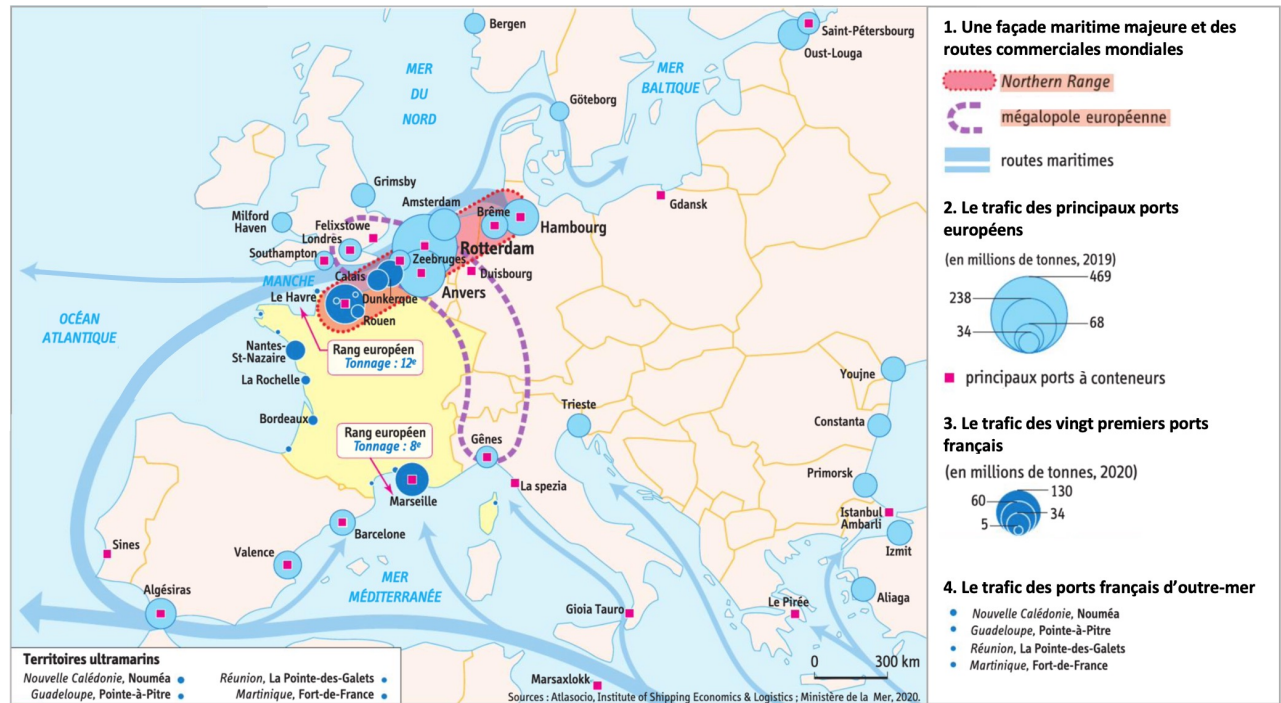 Bergen
Saint-Pétersbourg
Oust-Louga
MER
DU
NORD
MER
BALTIQUE
Göteborg
Grimsby
Amsterdam
Gdansk
Milford
Haven
Felixstowe
Londres
Brême
Hambourg
Southampton
Rotterdam
Zeebruges
Duisbourg
MANCHE
Calais
Anvers
Le Havre
Dunkerque
Rouen
OCÉAN
ATLANTIQUE
Nantes-
St-Nazaire
Rang européen
Tonnage : 12e
La Rochelle
Youjne
Bordeaux
Trieste
Constanta
Rang européen
Tonnage : 8e
Gênes
Primorsk
La spezia
Marseille
Istanbul
Ambarli
Barcelone
Sines
Izmit
Valence
MER
MÉDITERRANÉE
Algésiras
Gioia Tauro
Le Pirée
Aliaga
Marsaxlokk
0 300 km
Territoires ultramarins
Nouvelle Calédonie, Nouméa
Réunion, La Pointe-des-Galets
Guadeloupe, Pointe-à-Pitre
Martinique, Fort-de-France
Sources : Atlasocio, Institute of Shipping Economics & Logistics ; Ministère de la Mer, 2020.
1. Une façade maritime majeure et des
routes commerciales mondiales
Northern Range
mégalopole européenne
routes maritimes
2. Le trafic des principaux ports
européens
(en millions de tonnes, 2019)
469
238
68
34
principaux ports à conteneurs
3. Le trafic des vingt premiers ports
français
(en millions de tonnes, 2020)
130
60
34
5
4. Le trafic des ports français d’outre-mer
Nouvelle Calédonie, Nouméa
Guadeloupe, Pointe-à-Pitre
Réunion, La Pointe-des-Galets
Martinique, Fort-de-France